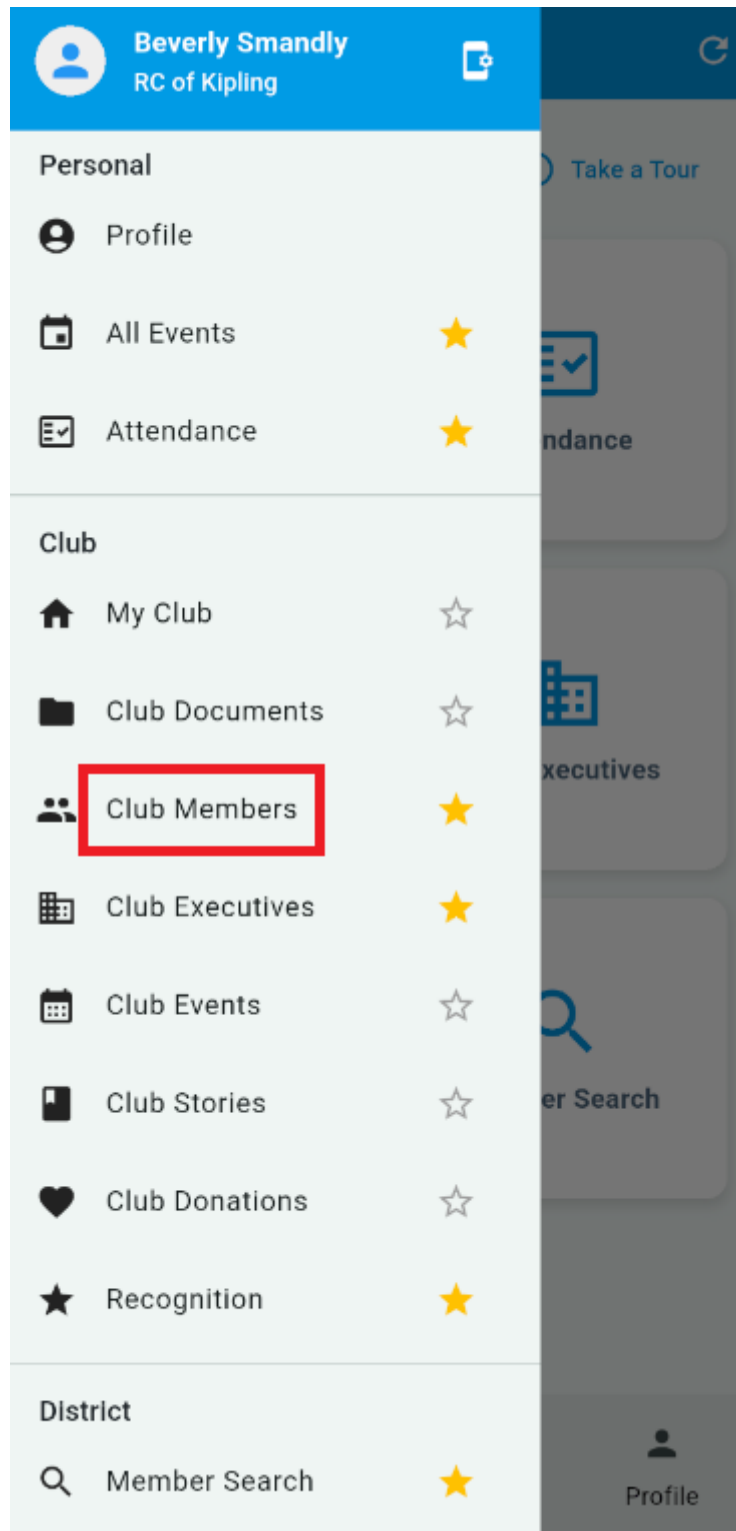 Beverly Smandly
RC of Kipling
Personal
Take a Tour
Profile
All Events
Attendance
ndance
Club
My Club
Club Documents
xecutives
Club Members
Club Executives
Club Events
Club Stories
er Search
Club Donations
Recognition
District
Member Search
Profile